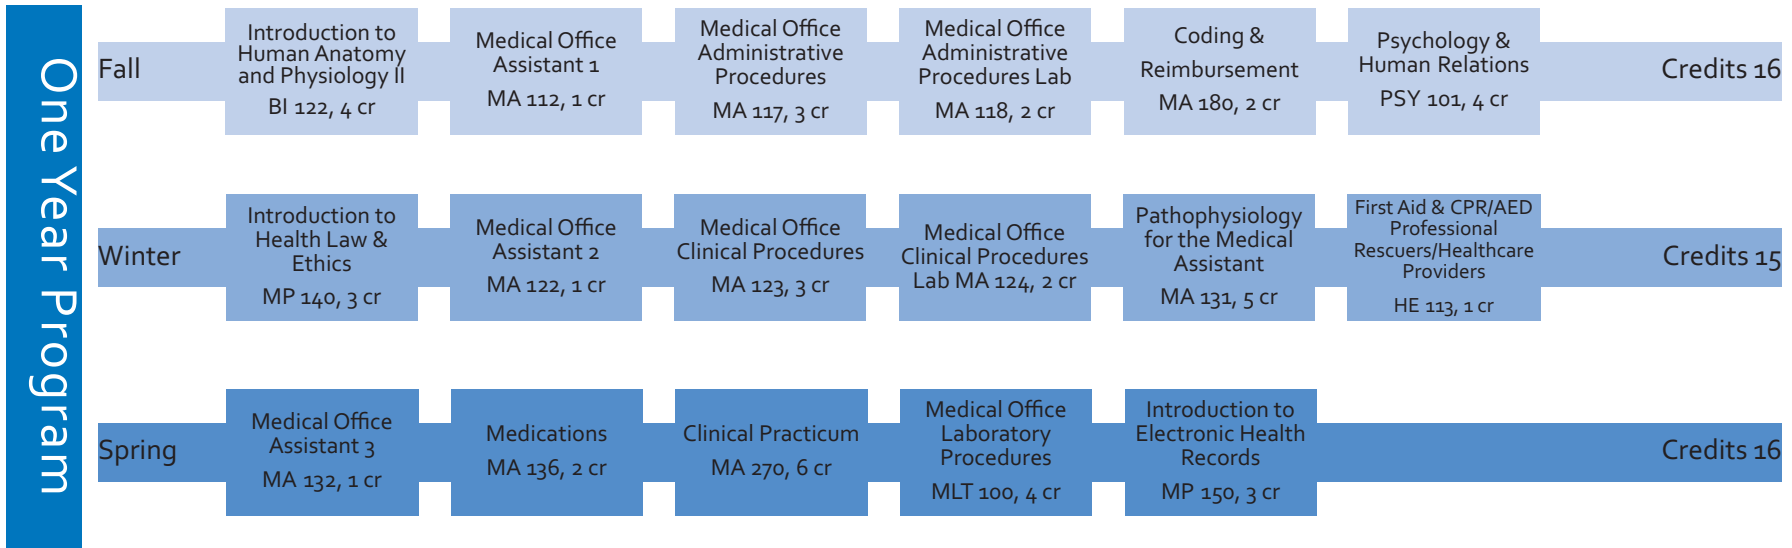 One Year Program
Fall
Introduction to
Human Anatomy
and Physiology II
BI 122, 4 cr
Medical Office
Assistant 1
MA 112, 1 cr
Medical Office
Administrative
Procedures
MA 117, 3 cr
Medical Office
Administrative
Procedures Lab
MA 118, 2 cr
Coding &
Reimbursement
MA 180, 2 cr
Psychology &
Human Relations
PSY 101, 4 cr
Credits 16
Winter
Introduction to
Health Law &
Ethics
MP 140, 3 cr
Medical Office
Assistant 2
MA 122, 1 cr
Medical Office
Clinical Procedures
MA 123, 3 cr
Medical Office
Clinical Procedures
Lab MA 124, 2 cr
Pathophysiology
for the Medical
Assistant
MA 131, 5 cr
First Aid & CPR/AED
Professional
Rescuers/Healthcare
Providers
HE 113, 1 cr
Credits 15
Spring
Medical Office
Assistant 3
MA 132, 1 cr
Medications
MA 136, 2 cr
Clinical Practicum
MA 270, 6 cr
Medical Office
Laboratory
Procedures
MLT 100, 4 cr
Introduction to
Electronic Health
Records
MP 150, 3 cr
Credits 16